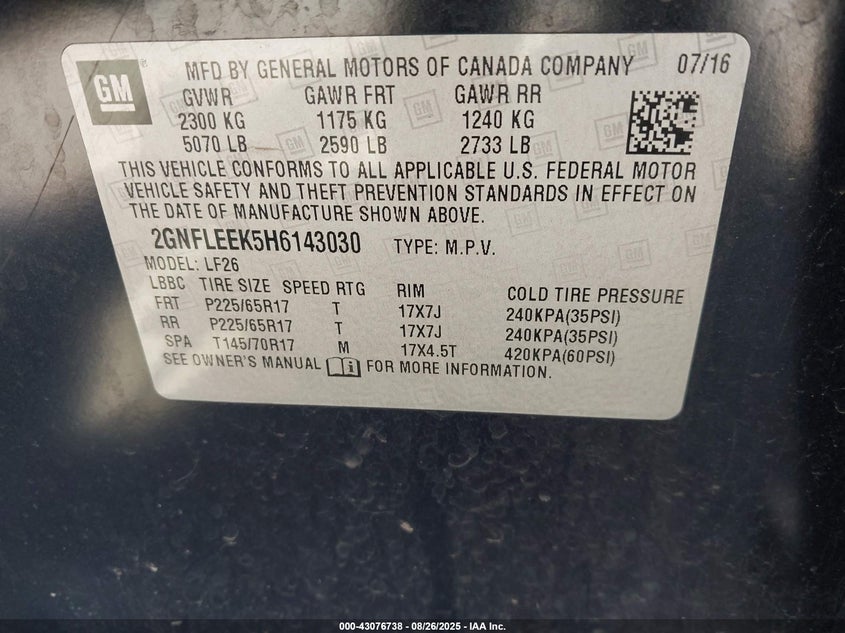 GM
MFD BY GENERAL MOTORS OF CANADA COMPANY 07/16
GVWR GAWR FRT GAWR RR
2300 KG 1175 KG 1240 KG
5070 LB 2590 LB 2733 LB
THIS VEHICLE CONFORMS TO ALL APPLICABLE U.S. FEDERAL MOTOR
VEHICLE SAFETY AND THEFT PREVENTION STANDARDS IN EFFECT ON
THE DATE OF MANUFACTURE SHOWN ABOVE.
2GNFLEEK5H6143030 TYPE: M.P.V.
MODEL: LF26
LBBC TIRE SIZE SPEED RTG RIM COLD TIRE PRESSURE
FRT P225/65R17 T 17X7J 240KPA(35PSI)
RR P225/65R17 T 17X7J 240KPA(35PSI)
SPA T145/70R17 M 17X4.5T 420KPA(60PSI)
SEE OWNER'S MANUAL i FOR MORE INFORMATION.
000-43076738 - 08/26/2025 - IAA Inc.